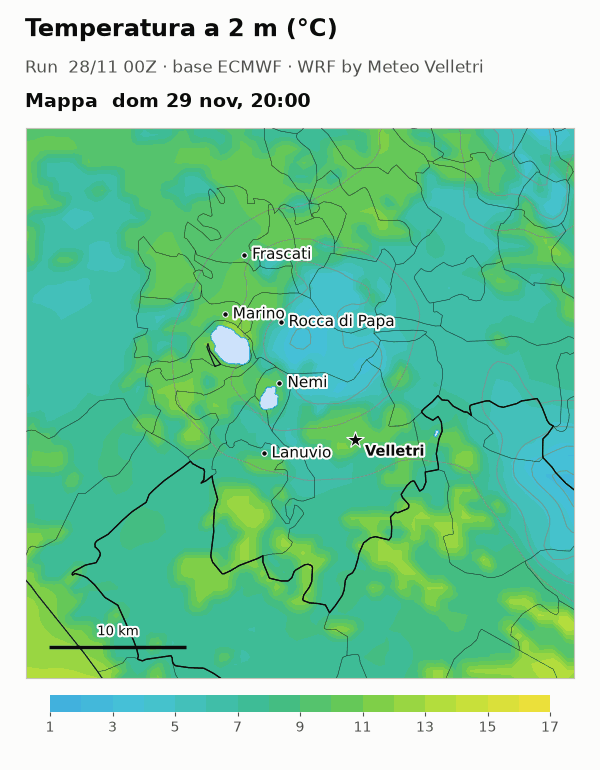 Temperatura a 2 m (°C)
Run  28/11 00Z · base ECMWF · WRF by Meteo Velletri
Mappa  dom 29 nov, 20:00
Frascati
Marino
Rocca di Papa
Nemi
Velletri
Lanuvio
10 km
1 3 5 7 9 11 13 15 17